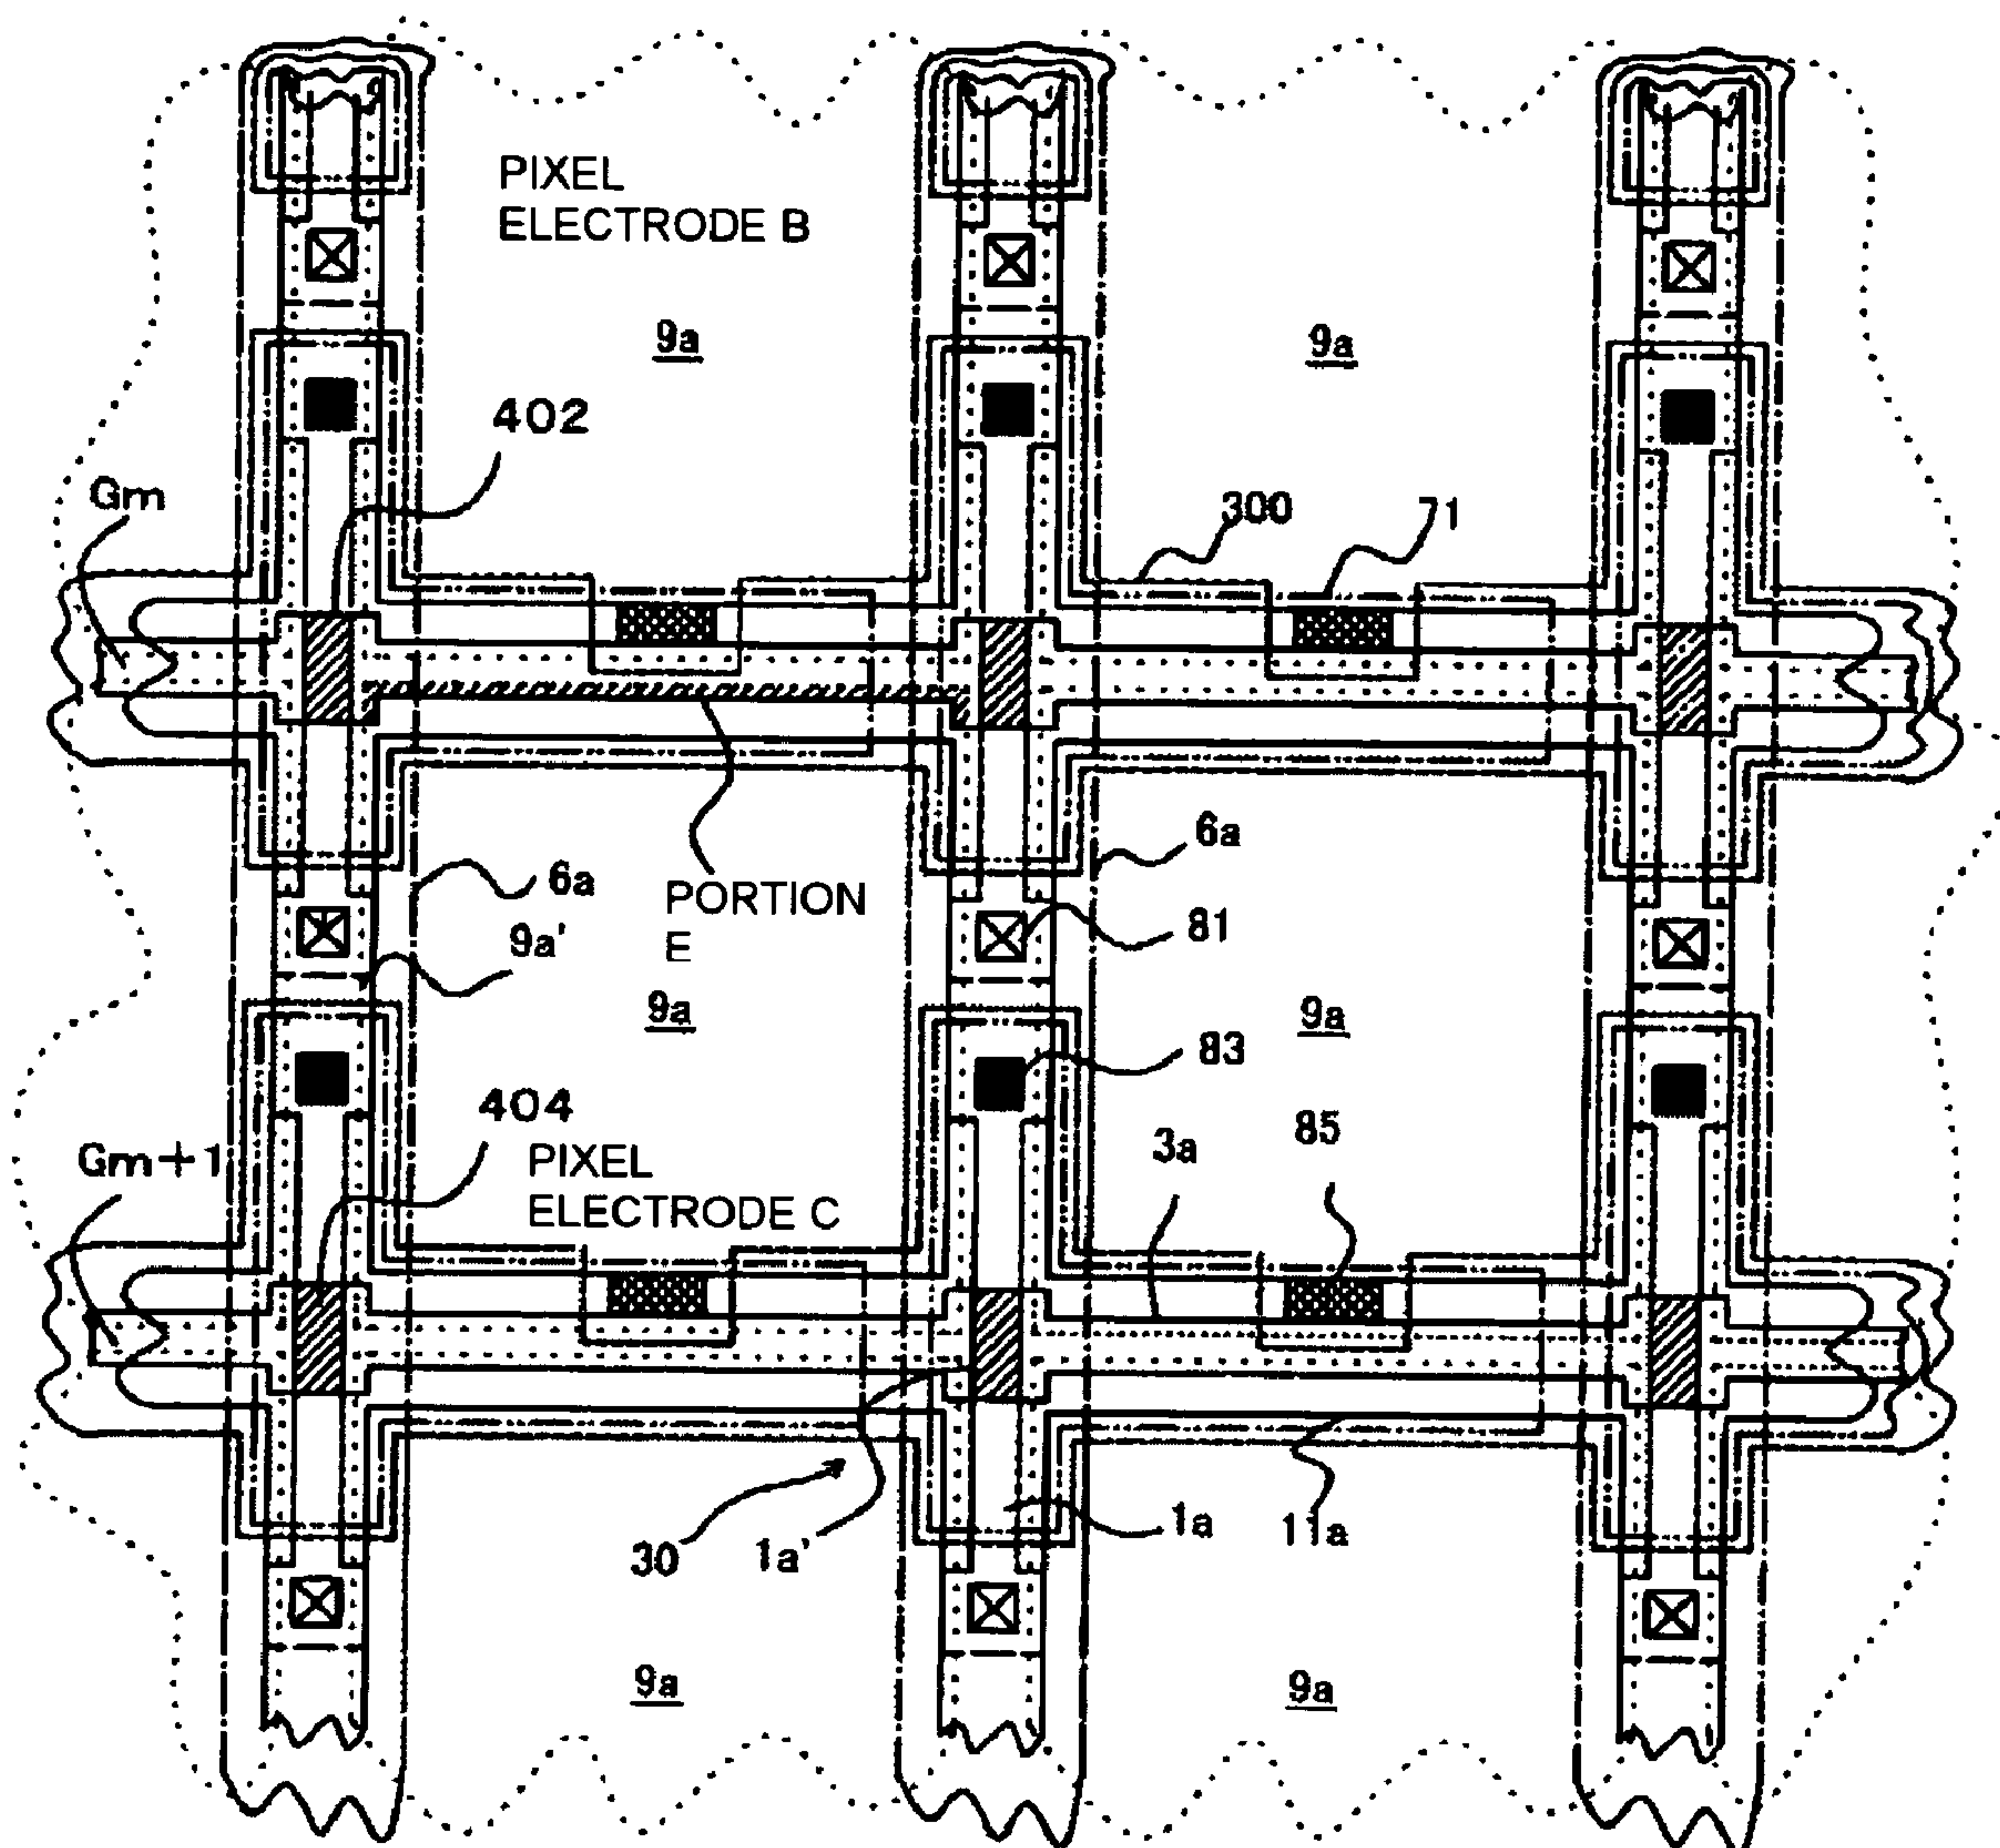 PIXEL
ELECTRODE B
9a
9a
402
Gm
300
71
6a
6a
PORTION
E
9a'
81
9a
9a
83
404
Gm+1
PIXEL
ELECTRODE C
3a
85
30
1a'
1a
11a
9a
9a